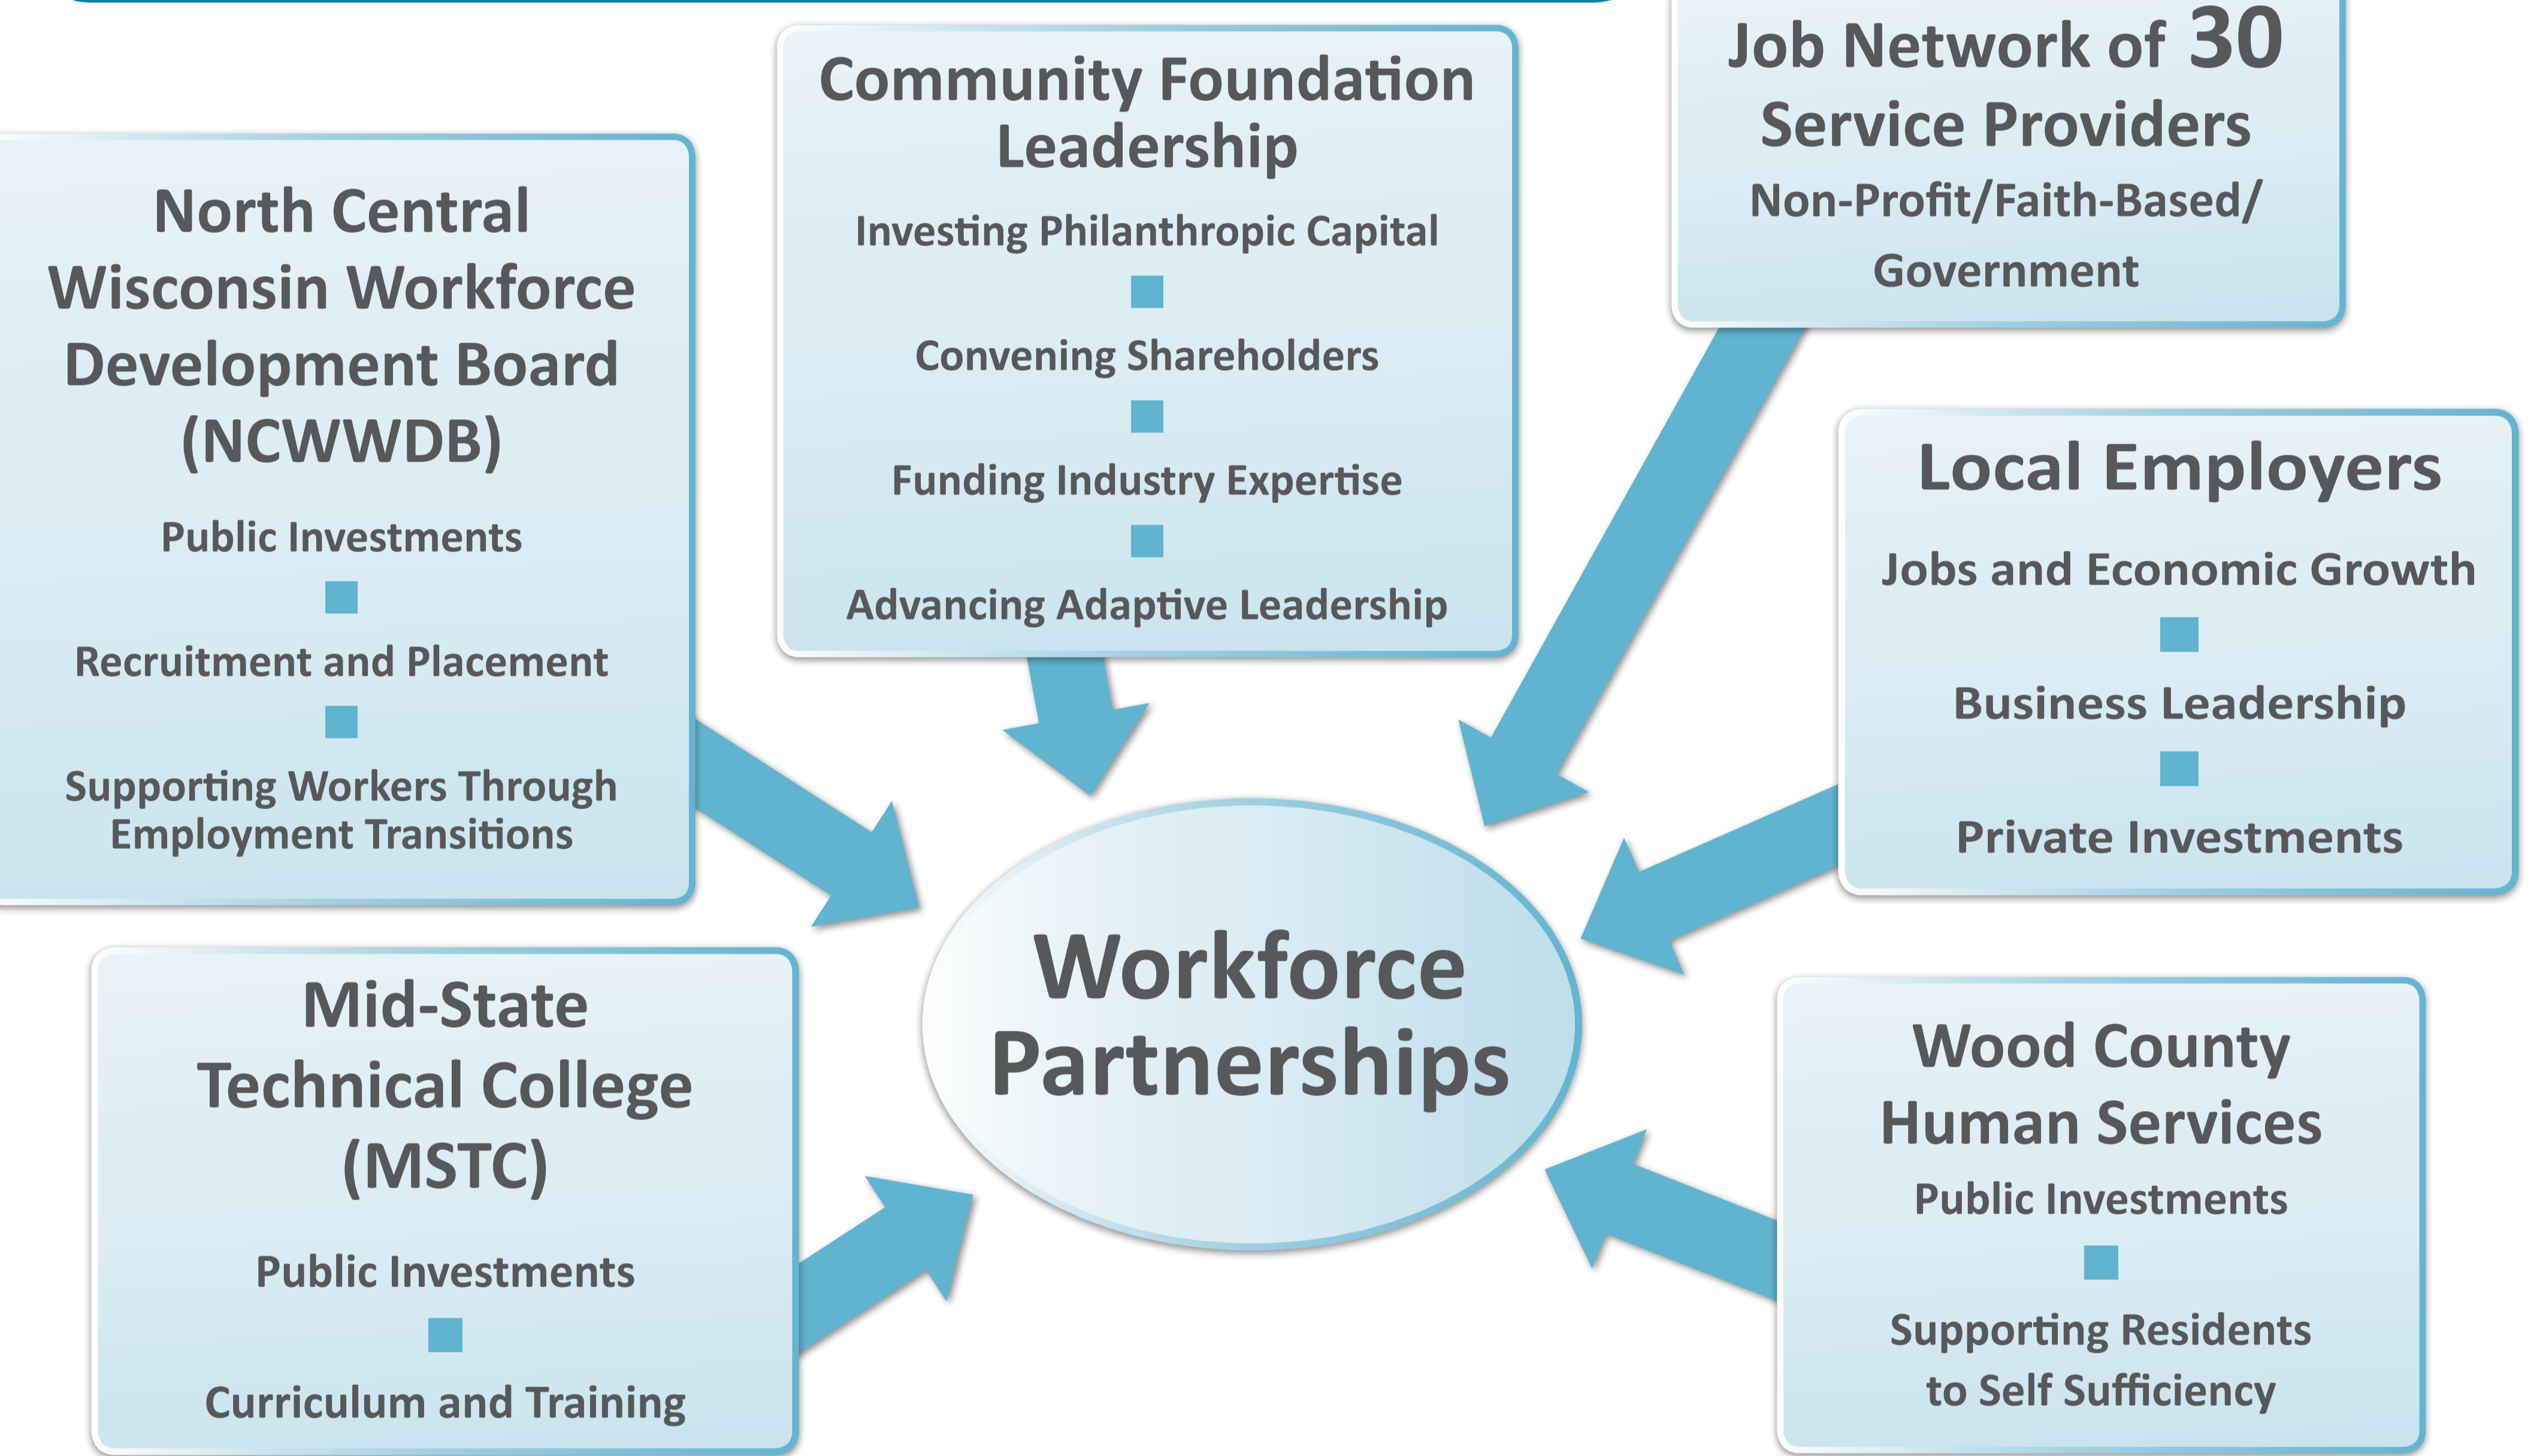 North Central
Wisconsin Workforce
Development Board
(NCWWDB)
Public Investments
Recruitment and Placement
Supporting Workers Through
Employment Transitions
Community Foundation
Leadership
Investing Philanthropic Capital
Convening Shareholders
Funding Industry Expertise
Advancing Adaptive Leadership
Job Network of 30
Service Providers
Non-Profit/Faith-Based/
Government
Local Employers
Jobs and Economic Growth
Business Leadership
Private Investments
Workforce
Partnerships
Mid-State
Technical College
(MSTC)
Public Investments
Curriculum and Training
Wood County
Human Services
Public Investments
Supporting Residents
to Self Sufficiency